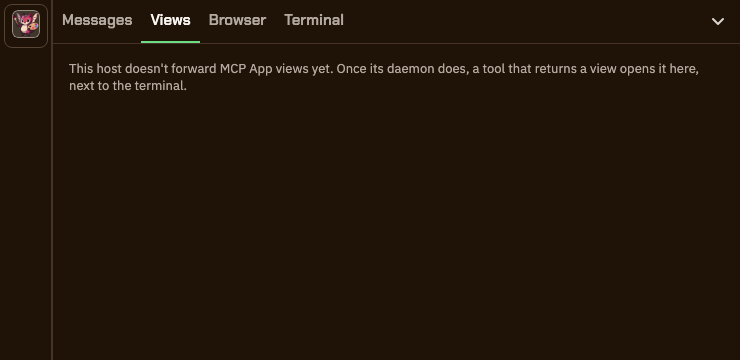 Messages Views Browser Terminal
This host doesn't forward MCP App views yet. Once its daemon does, a tool that returns a view opens it here,
next to the terminal.